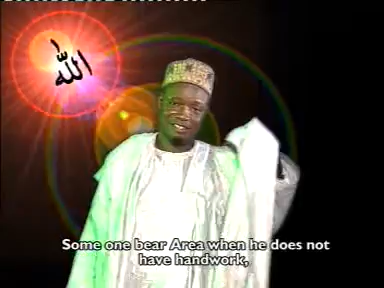 الله
Some one bear Area when he does not
have handwork,